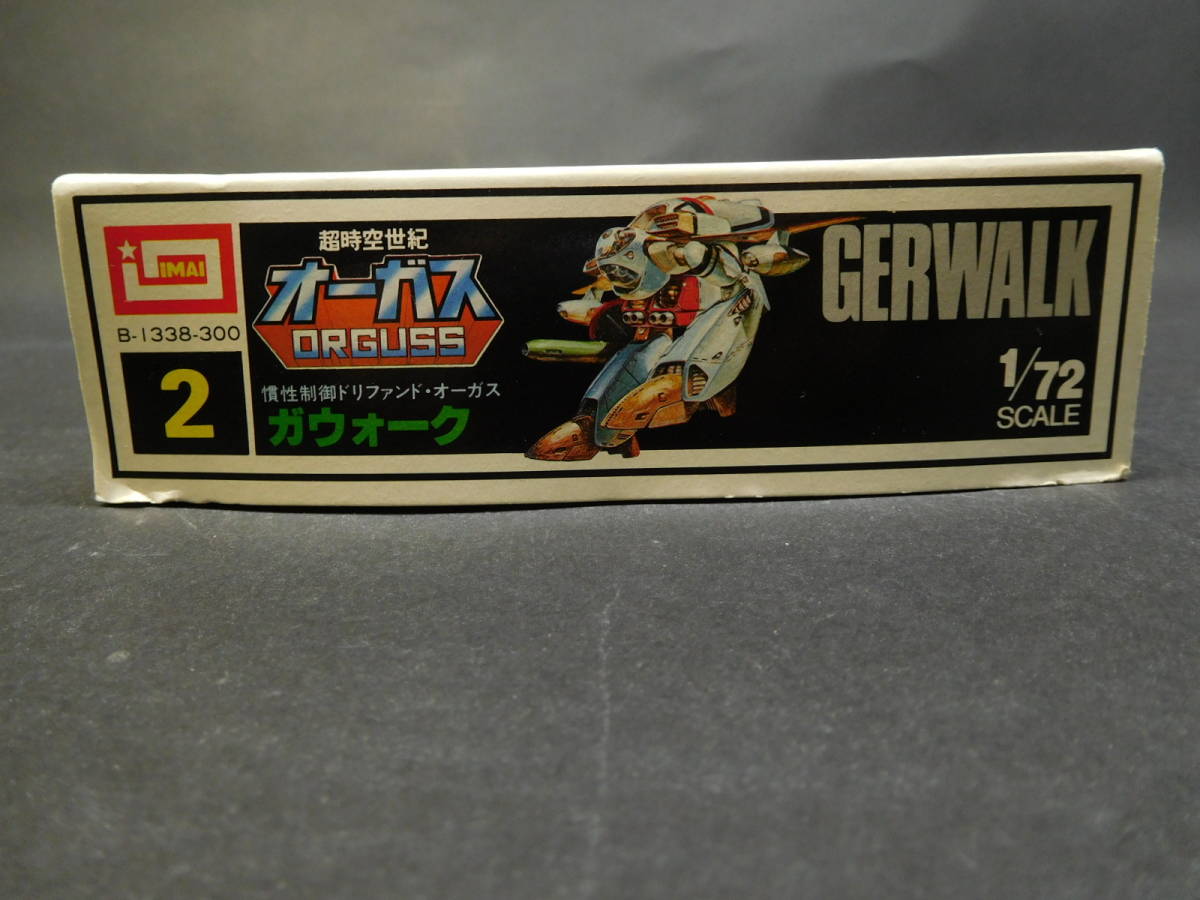 IMAI
B-1338-300
2
超時空世紀
オーガス
ORGUSS
慣性制御ドリファンド・オーガス
ガウォーク
GERWALK
1/72
SCALE